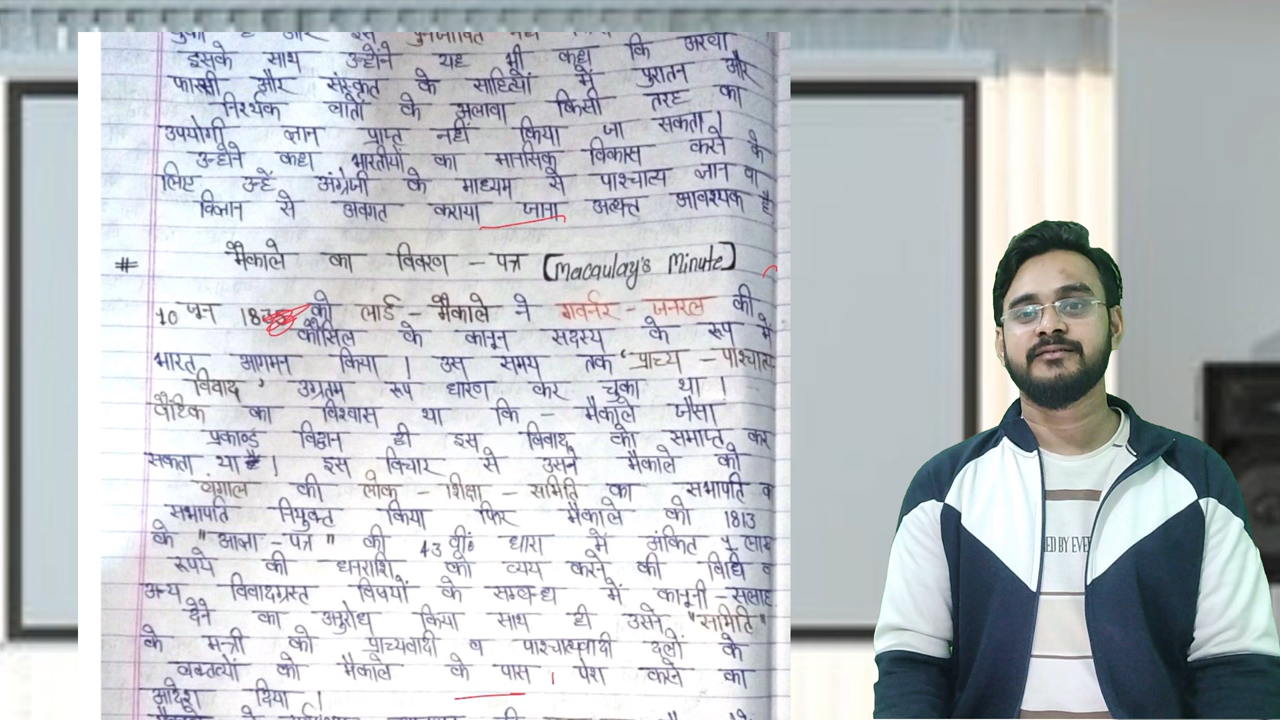 इसके साथ उन्होंने यह भी कहा कि अरबी
फारसी और संस्कृत के साहित्यों में पुरातन और
निरर्थक बातों के अलावा किसी तरह का
उपयोगी ज्ञान प्राप्त नहीं किया जा सकता।
उन्होंने कहा भारतीयों का मानसिक विकास करने के
लिए उन्हें अंग्रेजी के माध्यम से पाश्चात्य ज्ञान वा
विज्ञान से अवगत कराया जाना अत्यन्त आवश्यक है
# मैकाले का विवरण - पत्र [Macaulay's Minute]
10 जून 18 को लार्ड - मैकाले ने गवर्नर - जनरल की
कौंसिल के कानून सदस्य के रूप में
भारत आगमन किया। उस समय तक 'प्राच्य - पाश्चात्य
विवाद' उग्रतम रूप धारण कर चूका था।
वैंटिक का विश्वास था कि - मैकाले जैसा
प्रकाण्ड विद्वान ही इस विवाद को समाप्त कर
सकता था। इस विचार से उसने मैकाले को
बंगाल की लोक - शिक्षा - समिति का सभापति व
सभापति नियुक्त किया फिर मैकाले को 1813
के "आज्ञा - पत्र" की 43 वीं धारा में अंकित 1 लाख
रूपये की धनराशि को व्यय करने की विधि व
अन्य विवादग्रस्त विषयों के सम्बन्ध में कानूनी - सलाह
देने का अनुरोध किया साथ ही उसने "समिति"
के मन्त्री को प्राच्यवादी व पाश्चात्यवादी दलों के
वक्तव्यों को मैकाले के पास पेश करने का
आदेश दिया।